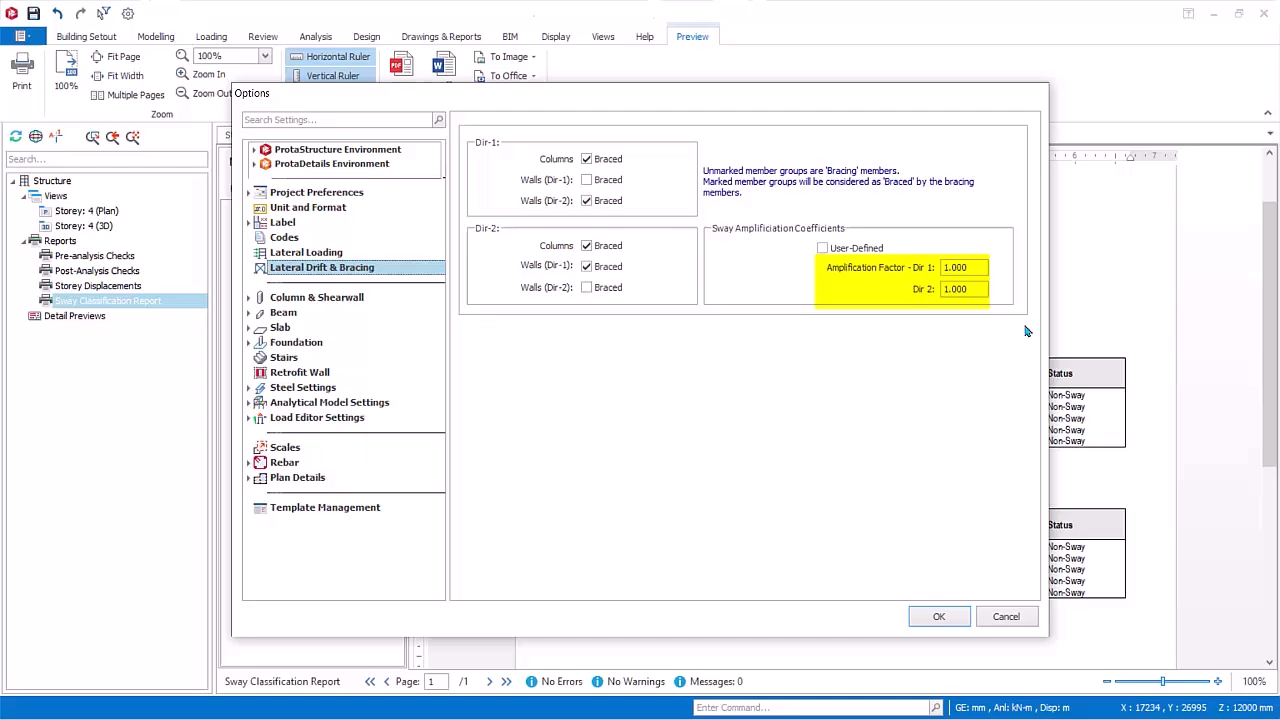 Building Setout Modelling Loading Review Analysis Design Drawings & Reports BIM Display Views Help Preview
Print
100%
Fit Page
Fit Width
Multiple Pages
100%
Zoom In
Zoom Out
Zoom
Horizontal Ruler
Vertical Ruler
To Image
To Office
Search...
Structure
Views
Storey: 4 (Plan)
Storey: 4 (3D)
Reports
Pre-analysis Checks
Post-Analysis Checks
Storey Displacements
Sway Classification Report
Detail Previews
Options
Search Settings...
ProtaStructure Environment
ProtaDetails Environment
Project Preferences
Unit and Format
Label
Codes
Lateral Loading
Lateral Drift & Bracing
Column & Shearwall
Beam
Slab
Foundation
Stairs
Retrofit Wall
Steel Settings
Analytical Model Settings
Load Editor Settings
Scales
Rebar
Plan Details
Template Management
Dir-1:
Columns Braced
Walls (Dir-1): Braced
Walls (Dir-2): Braced
Unmarked member groups are 'Bracing' members.
Marked member groups will be considered as 'Braced' by the bracing
members.
Dir-2:
Columns Braced
Walls (Dir-1): Braced
Walls (Dir-2): Braced
Sway Amplificiation Coefficients
User-Defined
Amplification Factor - Dir 1: 1.000
Dir 2: 1.000
OK Cancel
6 7
Status
Non-Sway
Non-Sway
Non-Sway
Non-Sway
Non-Sway
Status
Non-Sway
Non-Sway
Non-Sway
Non-Sway
Non-Sway
Sway Classification Report Page: 1 /1 No Errors No Warnings Messages: 0 100%
Enter Command... GE: mm , Anl: kN-m , Disp: m X : 17234 , Y : 26995 Z : 12000 mm